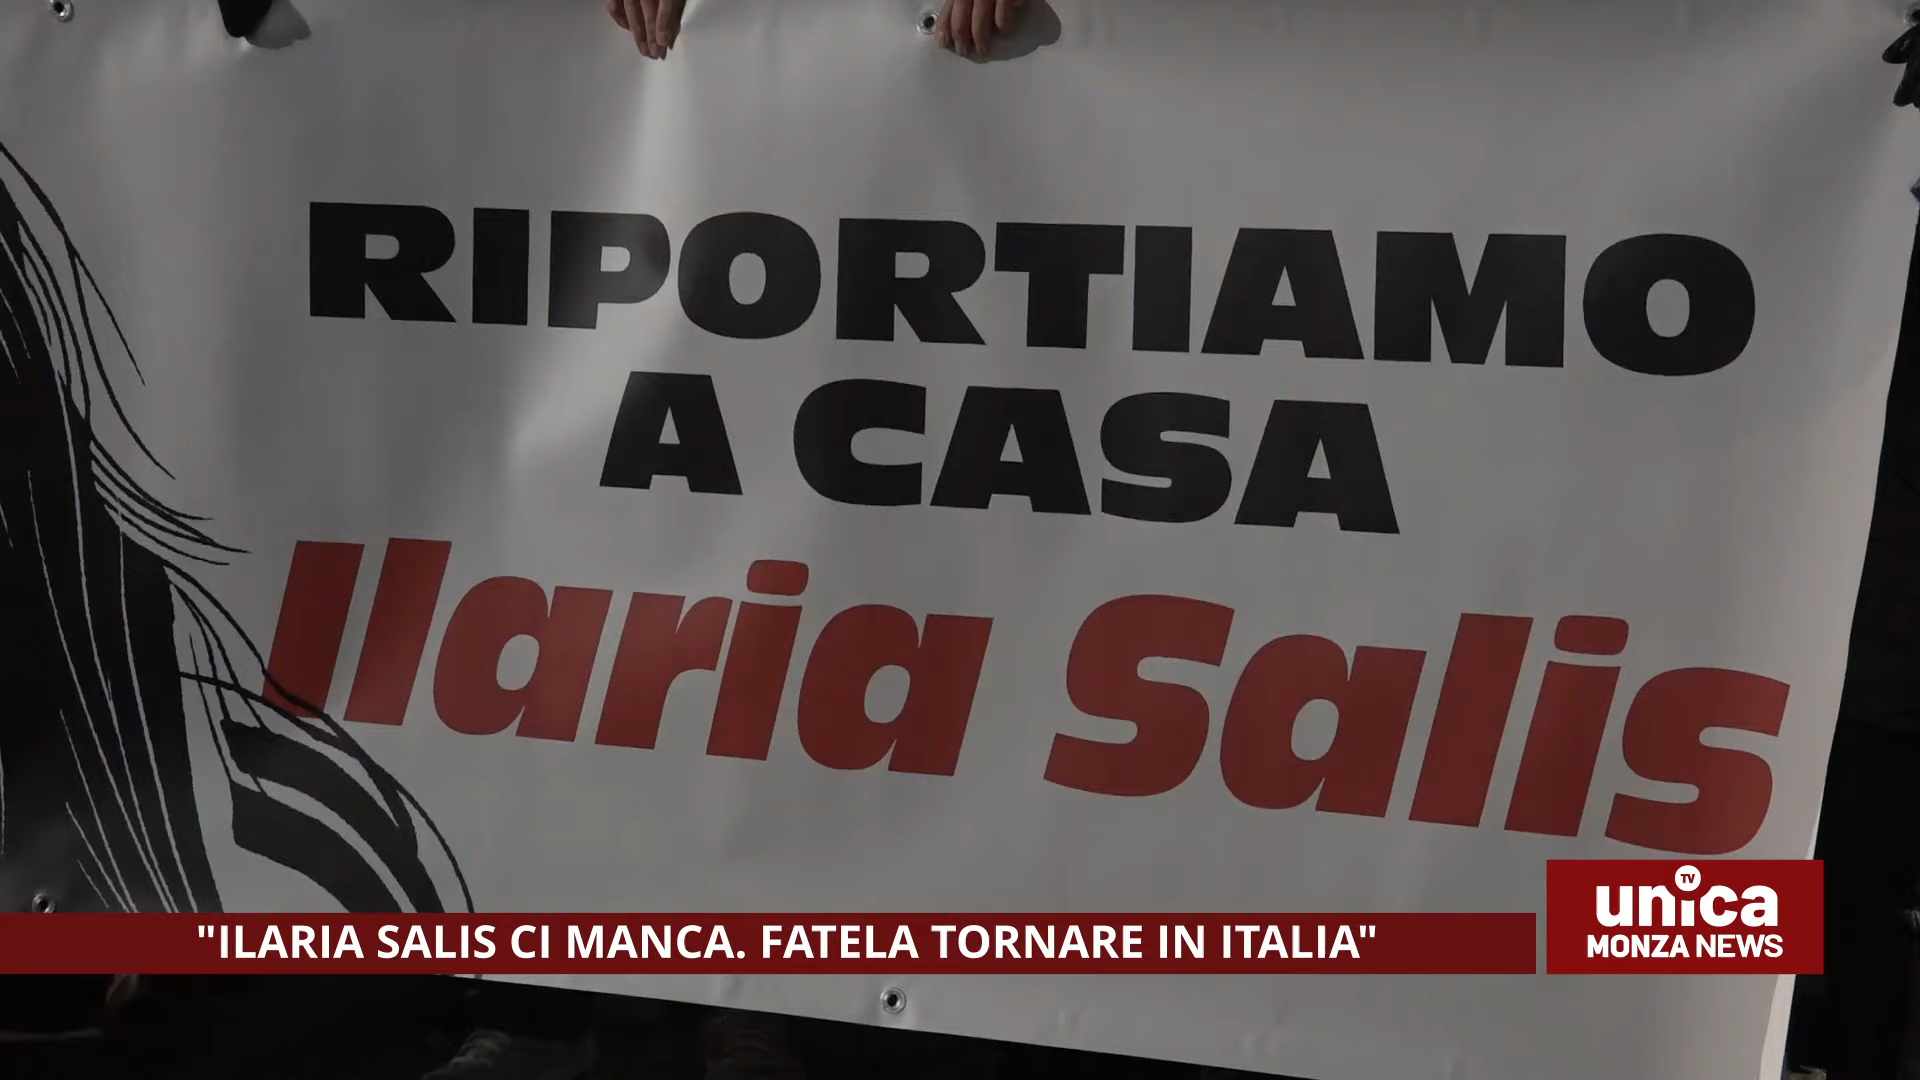 RIPORTIAMO
A CASA
Ilaria Salis
"ILARIA SALIS CI MANCA. FATELA TORNARE IN ITALIA"
TV
unica
MONZA NEWS